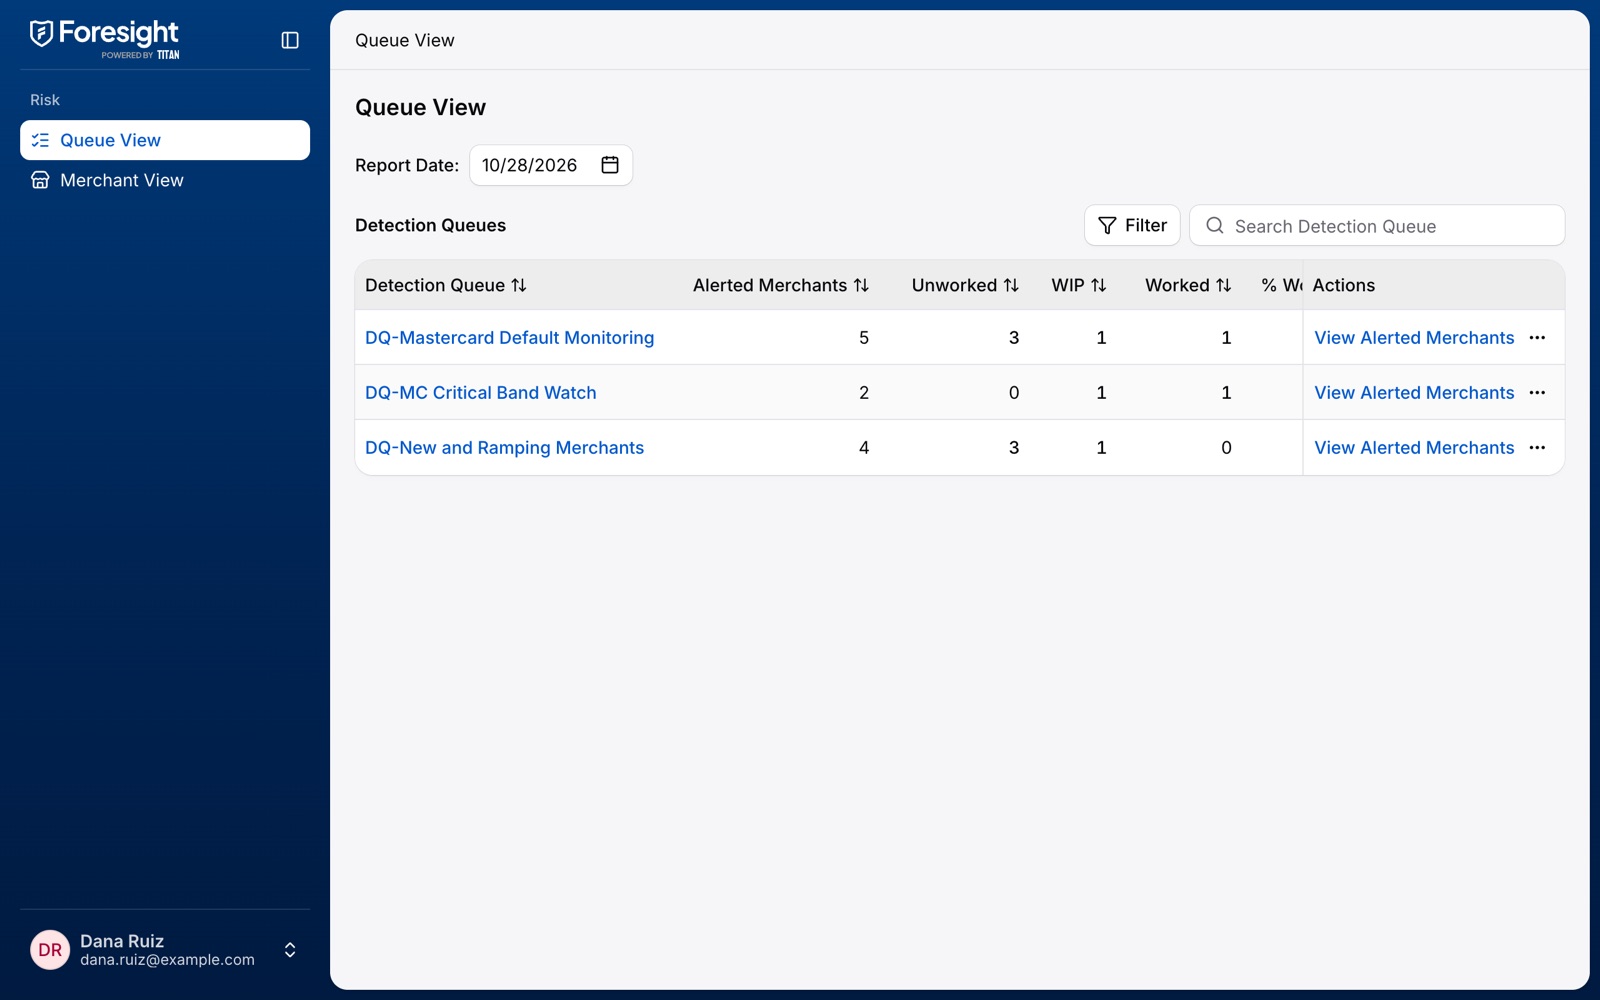 Foresight
POWERED BY TITAN
Risk
Queue View
Merchant View
Dana Ruiz
DR
dana.ruiz@example.com
Queue View
Queue View
Report Date: 10/28/2026
Detection Queues Filter Search Detection Queue
Detection Queue Alerted Merchants Unworked WIP Worked % Wo Actions
DQ-Mastercard Default Monitoring 5 3 1 1 View Alerted Merchants ···
DQ-MC Critical Band Watch 2 0 1 1 View Alerted Merchants ···
DQ-New and Ramping Merchants 4 3 1 0 View Alerted Merchants ···